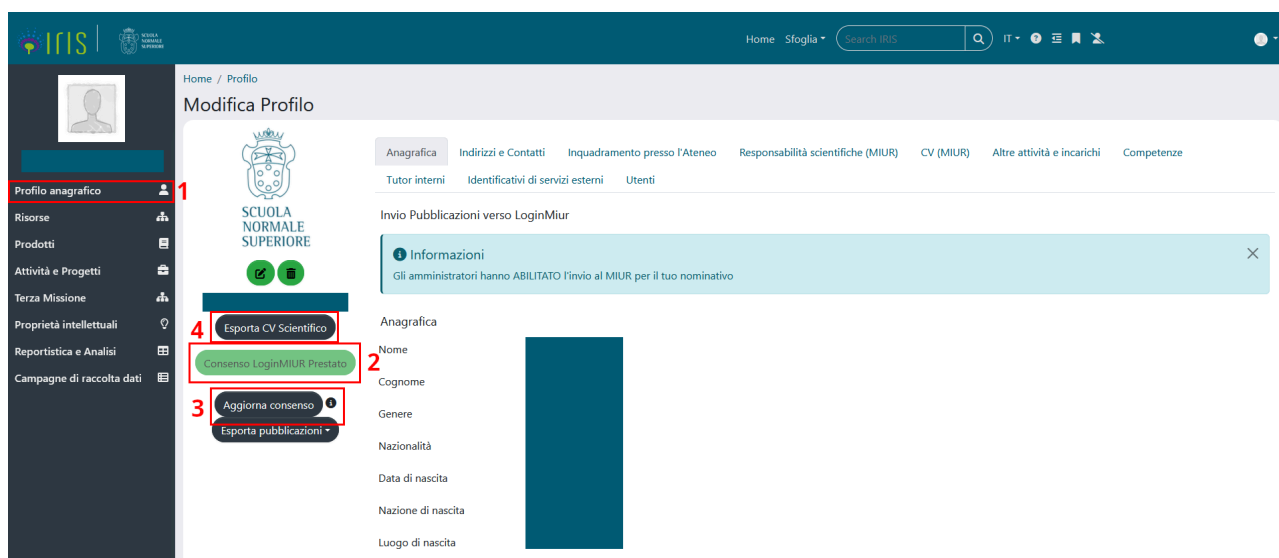 IRIS
SCUOLA
NORMALE
SUPERIORE
Home Sfoglia Search IRIS IT
Home / Profilo
Modifica Profilo
Profilo anagrafico 1
Risorse
Prodotti
Attività e Progetti
Terza Missione
Proprietà intellettuali
Reportistica e Analisi
Campagne di raccolta dati
SCUOLA
NORMALE
SUPERIORE
4 Esporta CV Scientifico
Consenso LoginMIUR Prestato 2
3 Aggiorna consenso
Esporta pubblicazioni
Anagrafica Indirizzi e Contatti Inquadramento presso l'Ateneo Responsabilità scientifiche (MIUR) CV (MIUR) Altre attività e incarichi Competenze
Tutor interni Identificativi di servizi esterni Utenti
Invio Pubblicazioni verso LoginMiur
Informazioni
Gli amministratori hanno ABILITATO l'invio al MIUR per il tuo nominativo
Anagrafica
Nome
Cognome
Genere
Nazionalità
Data di nascita
Nazione di nascita
Luogo di nascita